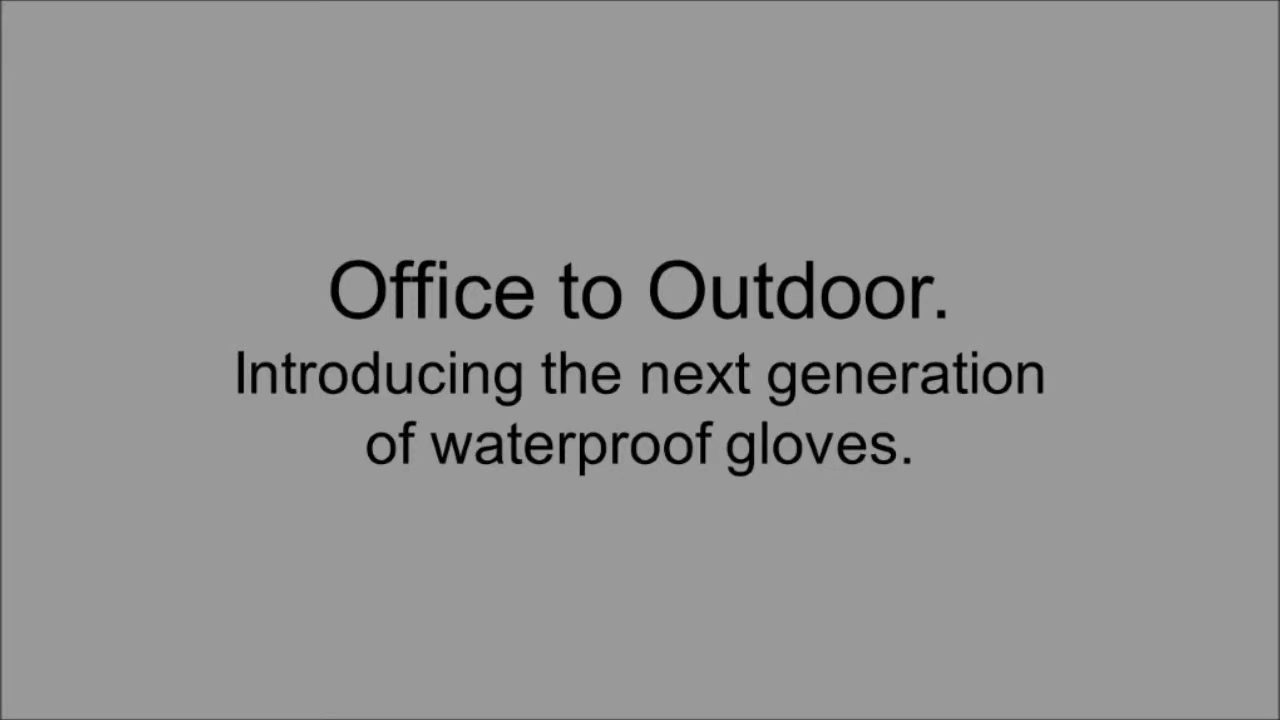 Office to Outdoor.
Introducing the next generation
of waterproof gloves.